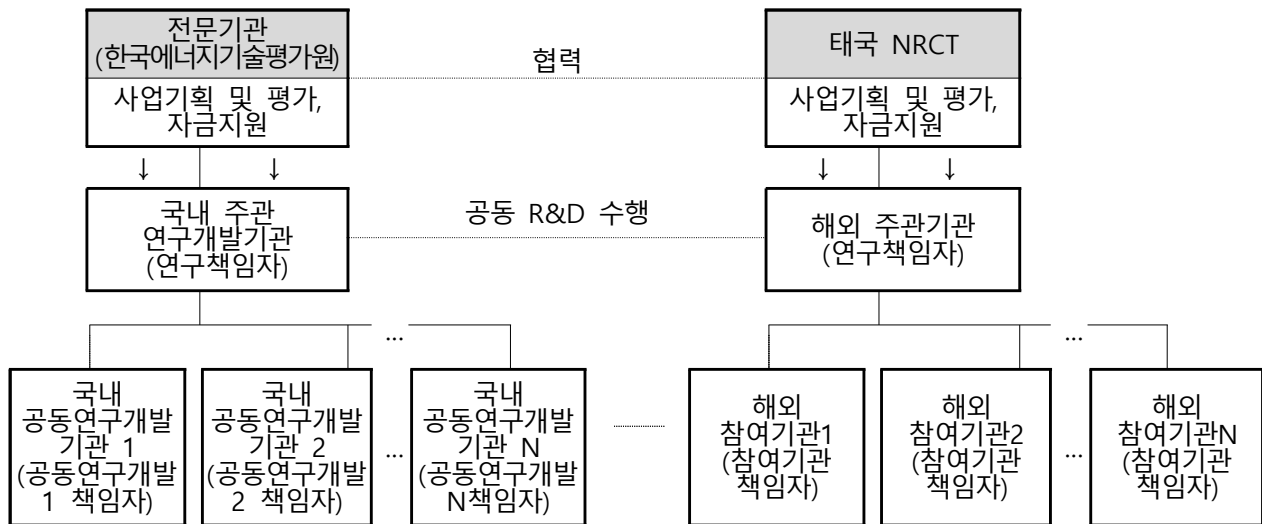 전문기관
(한국에너지기술평가원)
협력
태국 NRCT
사업기획 및 평가,
자금지원
사업기획 및 평가,
자금지원
↓ ↓
↓ ↓
국내 주관
연구개발기관
(연구책임자)
공동 R&D 수행
해외 주관기관
(연구책임자)
...
...
국내
공동연구개발
기관 1
(공동연구개발
1 책임자)
국내
공동연구개발
기관 2
(공동연구개발
2 책임자)
...
국내
공동연구개발
기관 N
(공동연구개발
N책임자)
해외
참여기관1
(참여기관
책임자)
해외
참여기관2
(참여기관
책임자)
...
해외
참여기관N
(참여기관
책임자)